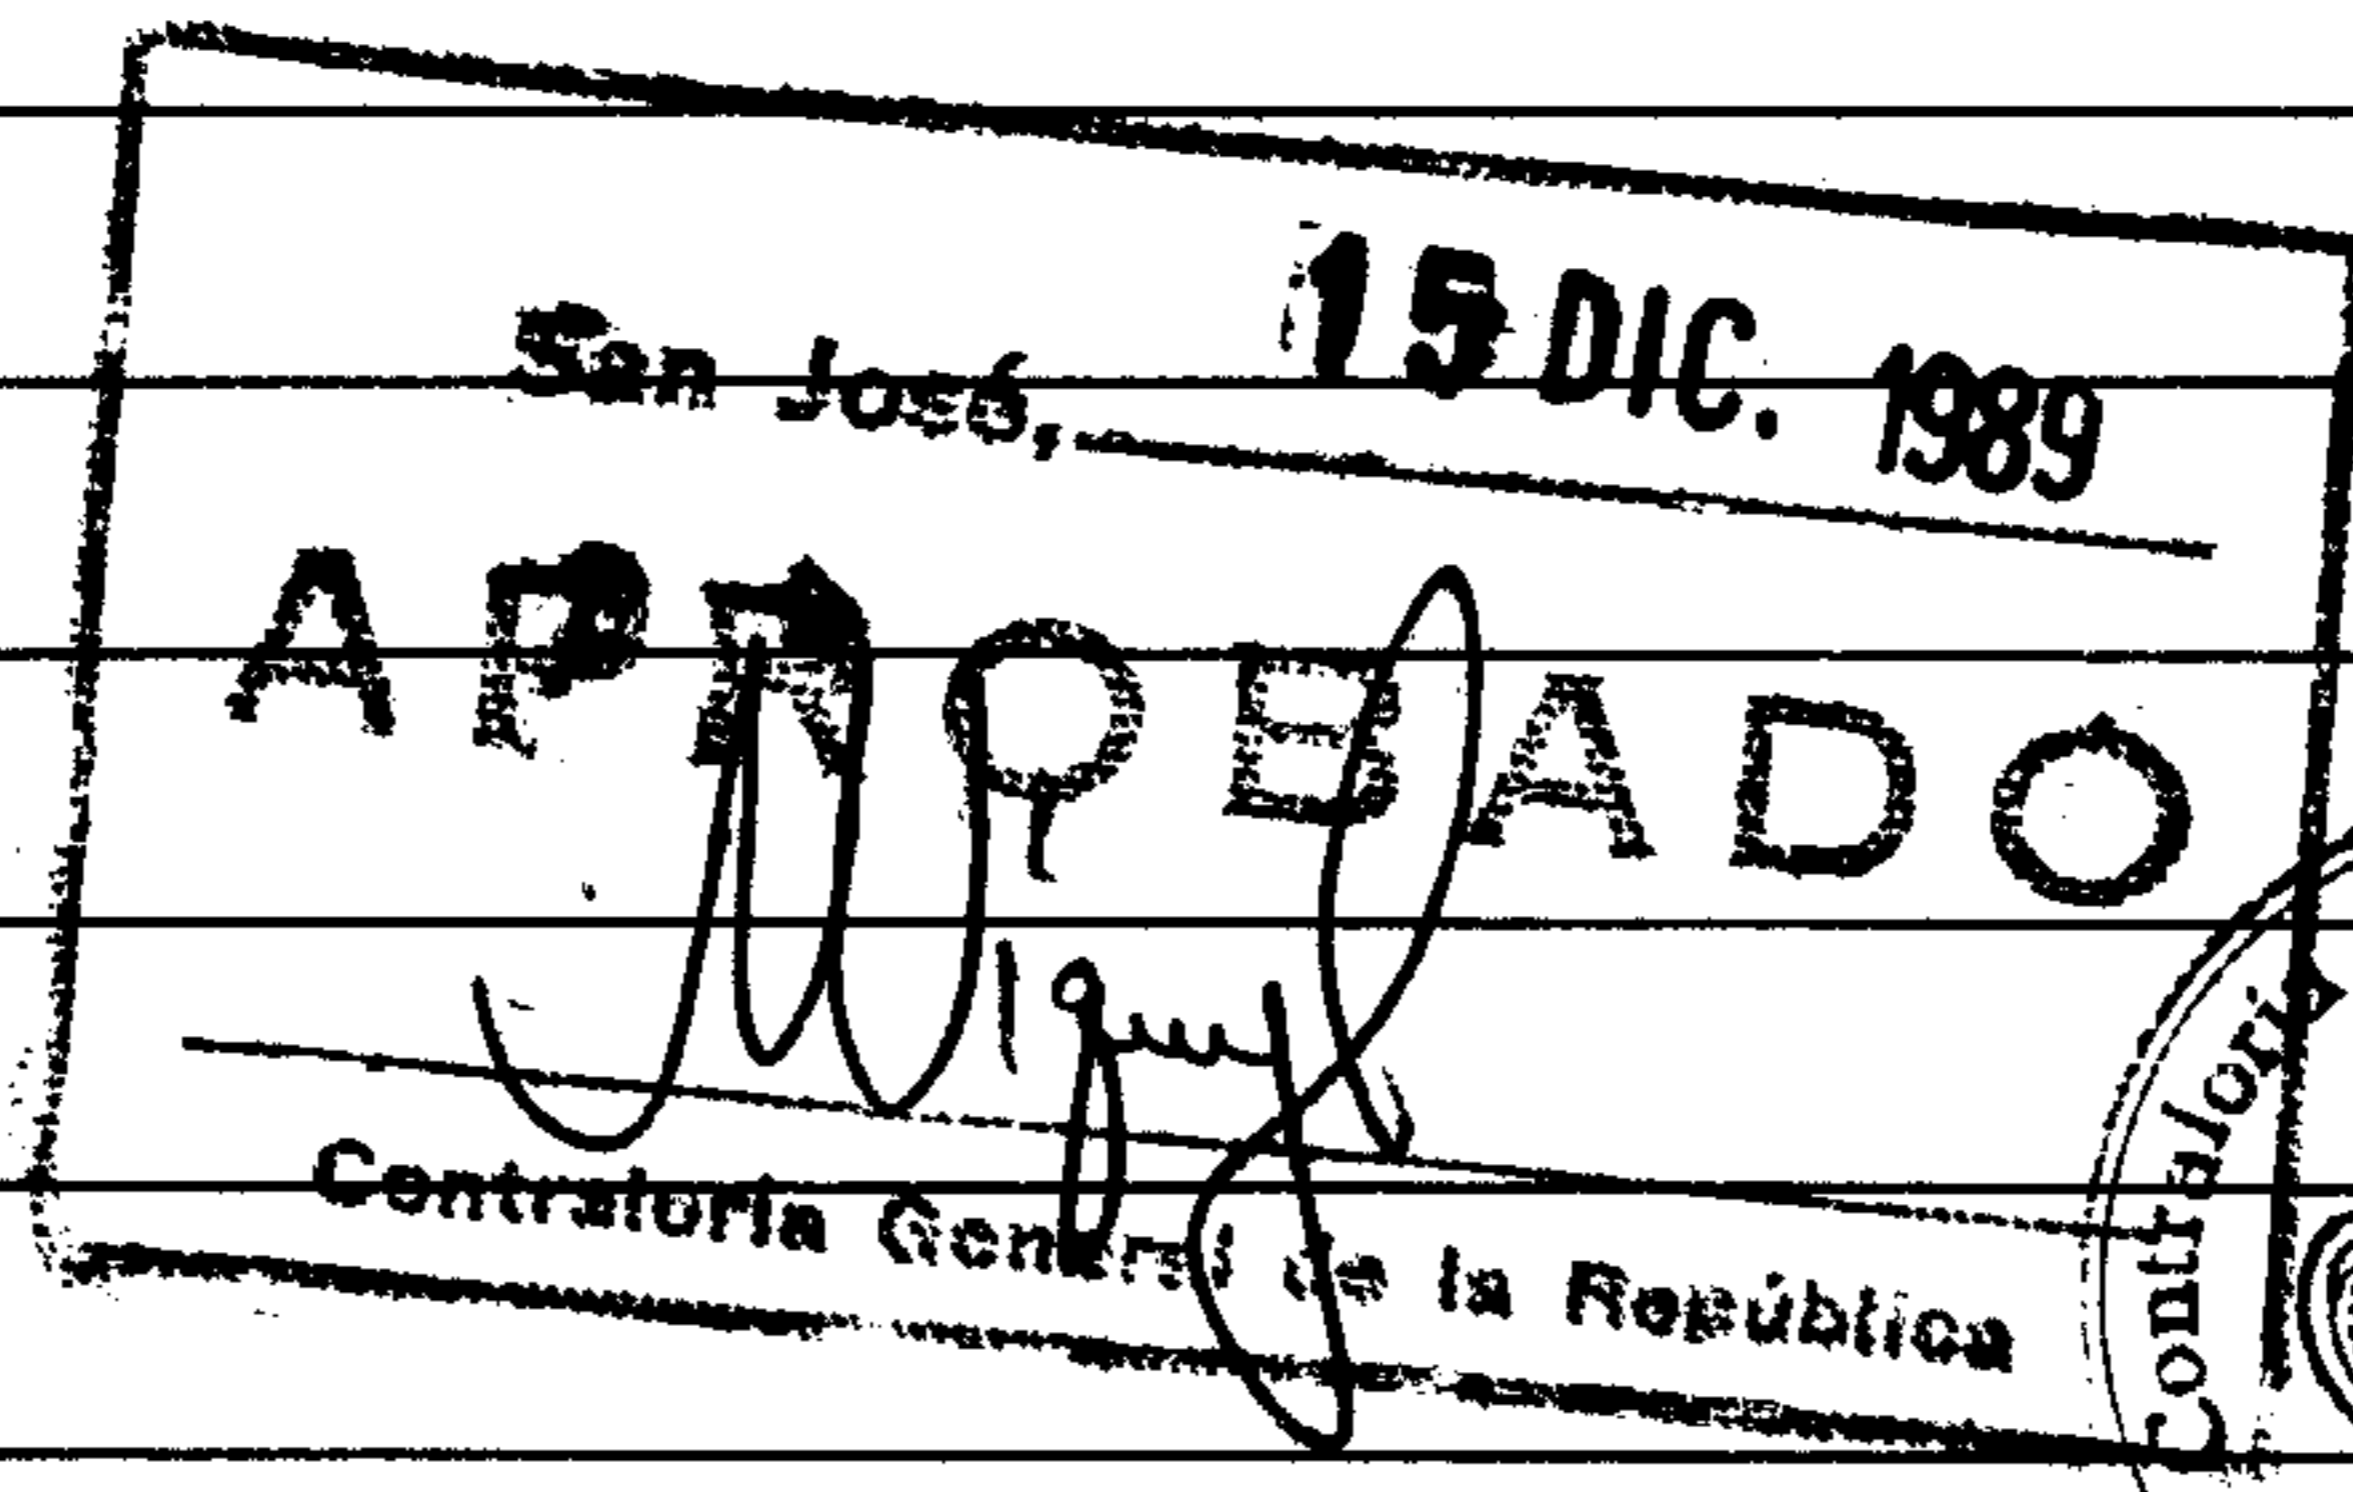 San José, 15 DIC. 1989
APROBADO
Contraloría General de la República
Contraloría